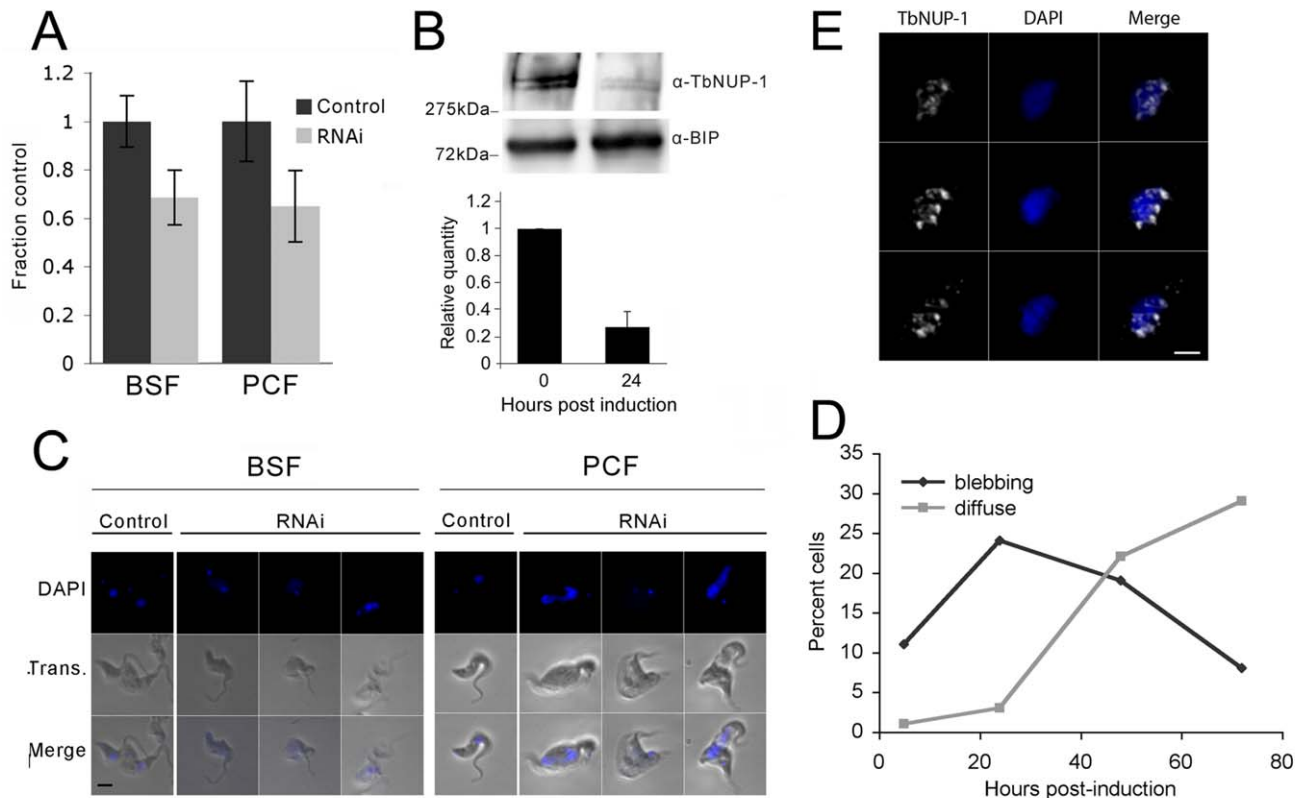 A
1.2
1
0.8
0.6
0.4
0.2
0
Fraction control
Control
RNAi
BSF PCF
B
275kDa–
72kDa–
α-TbNUP-1
α-BIP
1.2
1
0.8
0.6
0.4
0.2
0
Relative quantity
0 24
Hours post induction
E
TbNUP-1 DAPI Merge
C
BSF PCF
Control RNAi Control RNAi
DAPI
Trans.
Merge
D
35
30
25
20
15
10
5
0
Percent cells
blebbing
diffuse
0 20 40 60 80
Hours post-induction